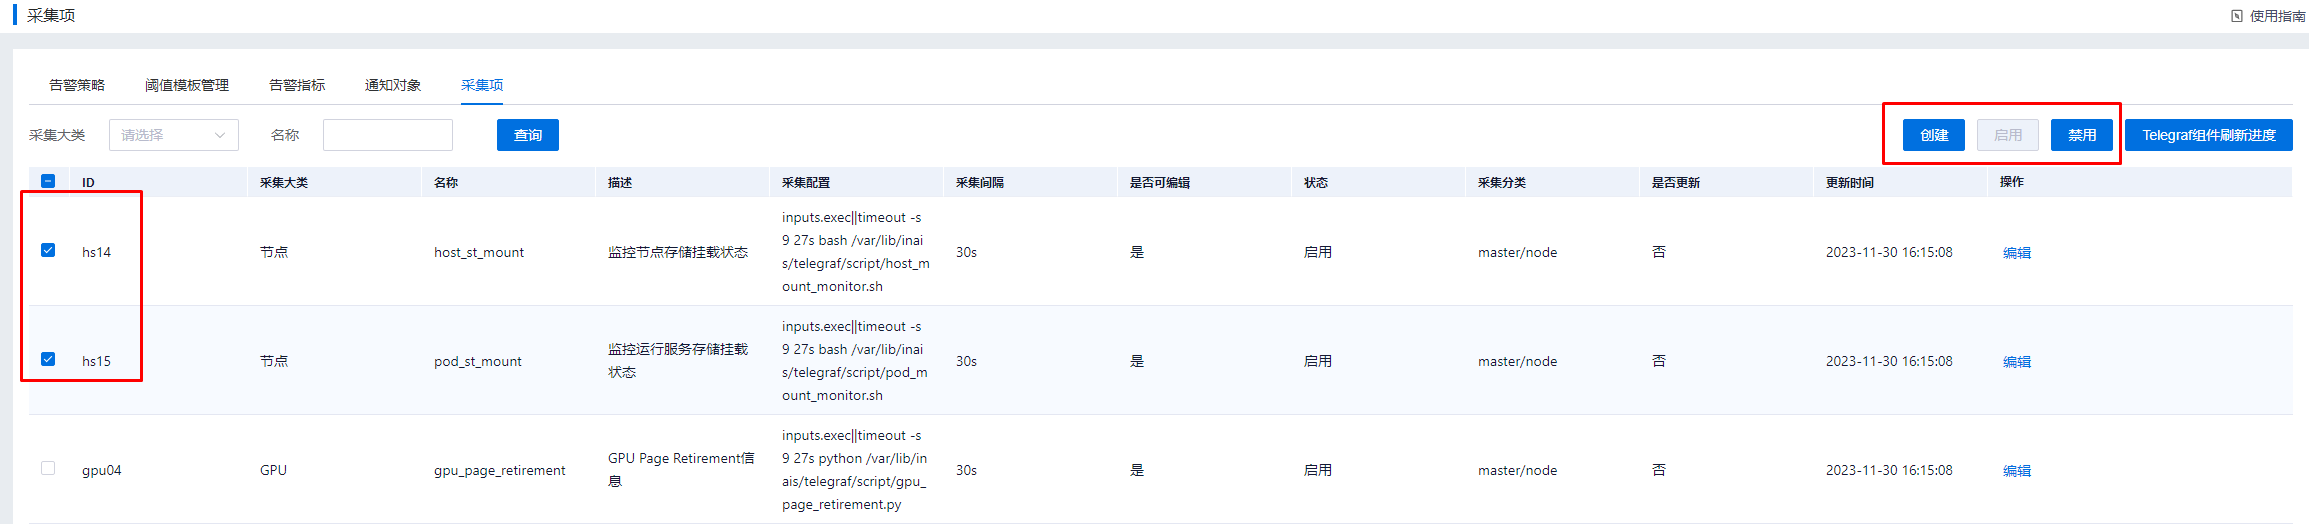 采集项
使用指南
告警策略 阈值模板管理 告警指标 通知对象 采集项
采集大类 请选择 名称 查询 创建 启用 禁用 Telegraf组件刷新进度
ID 采集大类 名称 描述 采集配置 采集间隔 是否可编辑 状态 采集分类 是否更新 更新时间 操作
inputs.exec||timeout -s
9 27s bash /var/lib/inai
hs14 节点 host_st_mount 监控节点存储挂载状态 30s 是 启用 master/node 否 2023-11-30 16:15:08 编辑
s/telegraf/script/host_m
ount_monitor.sh
inputs.exec||timeout -s
监控运行服务存储挂载 9 27s bash /var/lib/inai
hs15 节点 pod_st_mount 30s 是 启用 master/node 否 2023-11-30 16:15:08 编辑
状态 s/telegraf/script/pod_m
ount_monitor.sh
inputs.exec||timeout -s
GPU Page Retirement信 9 27s python /var/lib/in
gpu04 GPU gpu_page_retirement 30s 是 启用 master/node 否 2023-11-30 16:15:08 编辑
息 ais/telegraf/script/gpu_
page_retirement.py